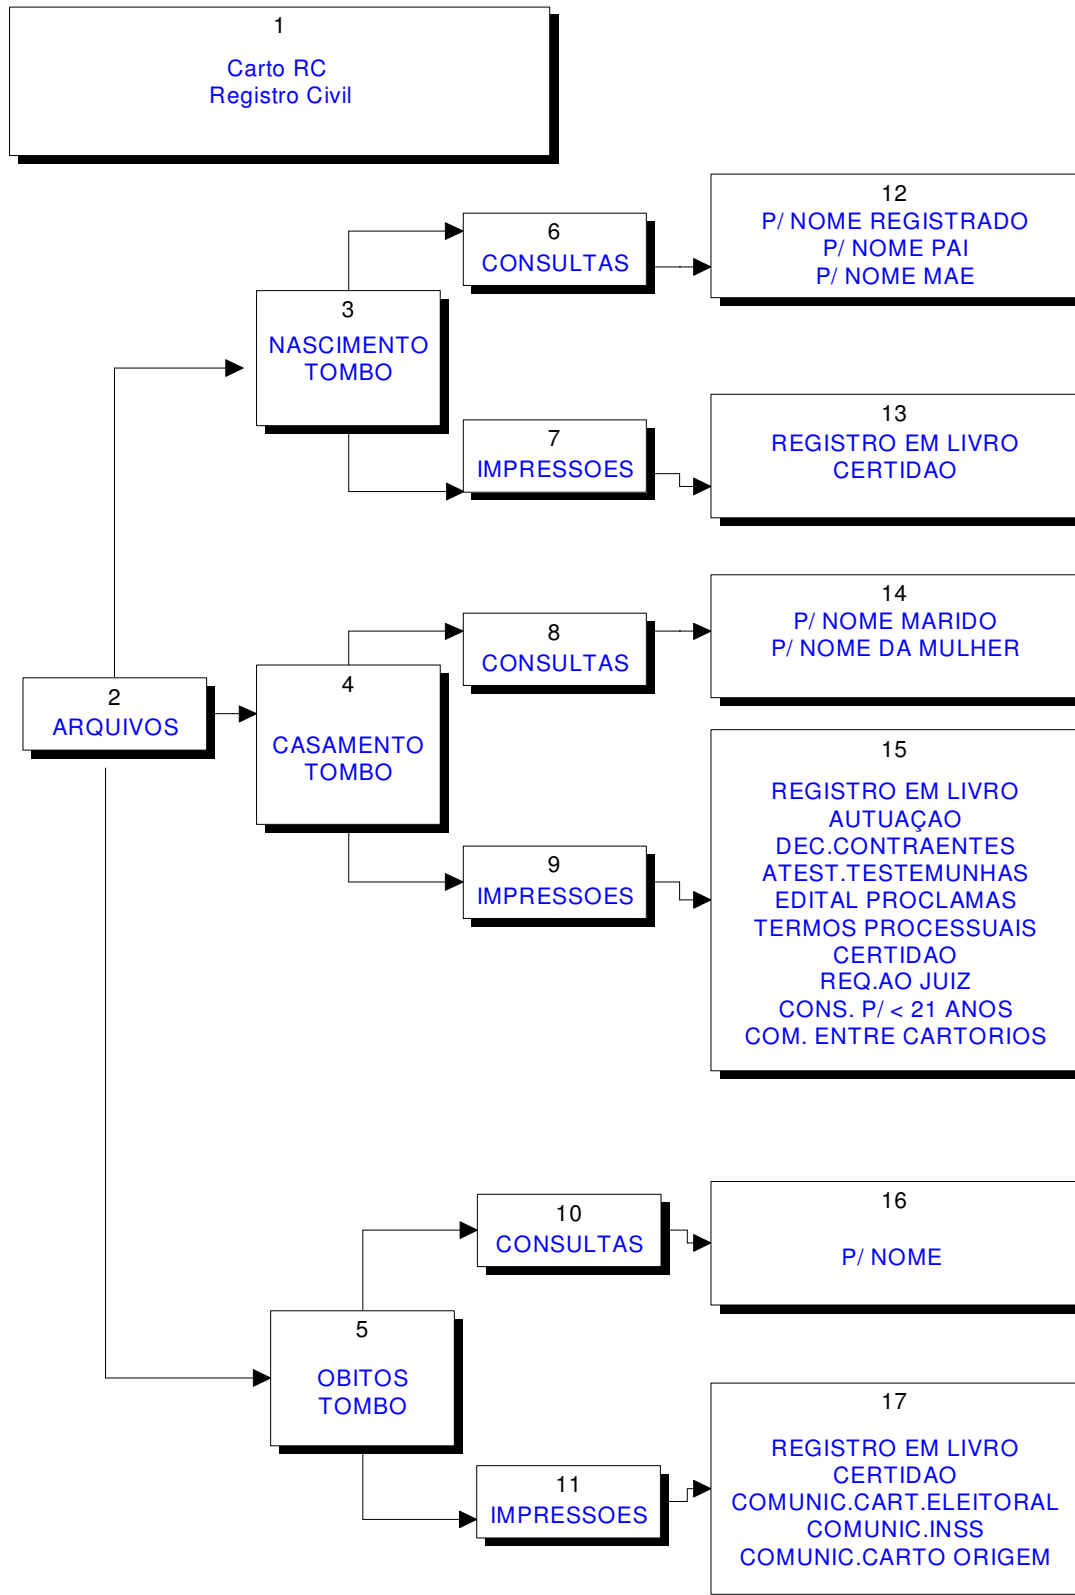 1
Carto RC
Registro Civil
12
P/ NOME REGISTRADO
P/ NOME PAI
P/ NOME MAE
6
CONSULTAS
3
NASCIMENTO
TOMBO
7
IMPRESSOES
13
REGISTRO EM LIVRO
CERTIDAO
14
P/ NOME MARIDO
P/ NOME DA MULHER
8
CONSULTAS
2
ARQUIVOS
4
CASAMENTO
TOMBO
9
IMPRESSOES
15
REGISTRO EM LIVRO
AUTUAÇAO
DEC.CONTRAENTES
ATEST.TESTEMUNHAS
EDITAL PROCLAMAS
TERMOS PROCESSUAIS
CERTIDAO
REQ.AO JUIZ
CONS. P/ < 21 ANOS
COM. ENTRE CARTORIOS
10
CONSULTAS
16
P/ NOME
5
OBITOS
TOMBO
11
IMPRESSOES
17
REGISTRO EM LIVRO
CERTIDAO
COMUNIC.CART.ELEITORAL
COMUNIC.INSS
COMUNIC.CARTO ORIGEM